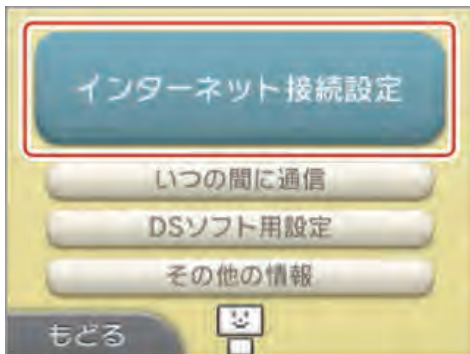 インターネット接続設定
いつの間に通信
DSソフト用設定
その他の情報
もどる